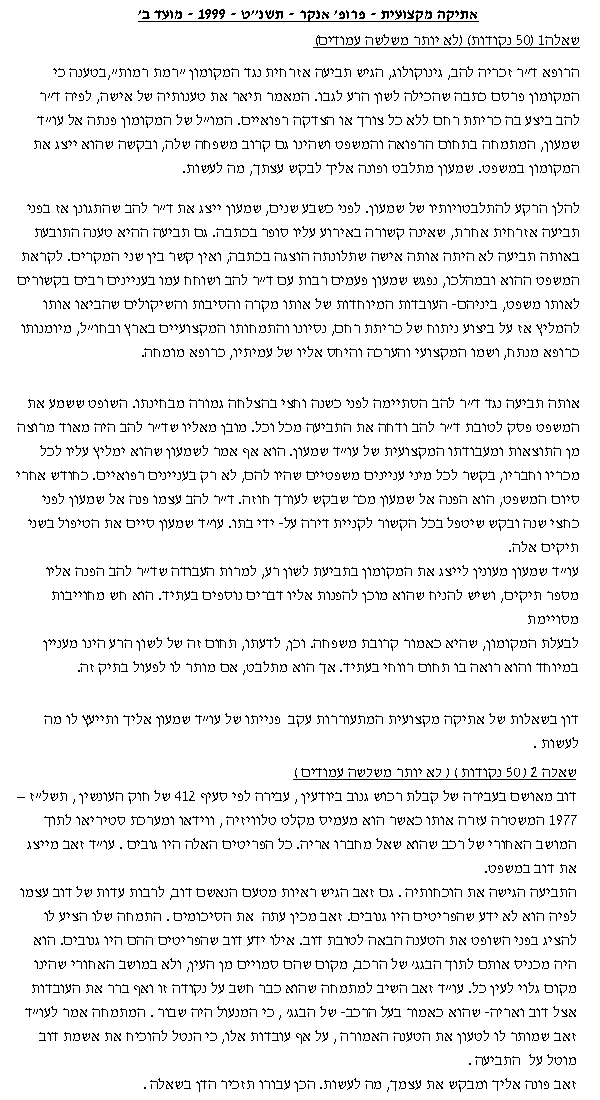 אתיקה מקצועית - פרופ׳ אנקר - תשנ״ט - 1999 - מועד ב׳
שאלה1 (50 נקודות) (לא יותר משלשה עמודים)
הרופא ד״ר זכריה להב, גינוקולוג, הגיש תביעה אזרחית נגד המקומון ״רמת רמות״,בטענה כי
המקומון פרסם כתבה שהכילה לשון הרע לגבו. המאמר תיאר את טענותיה של אישה, לפיה ד״ר
להב ביצע בה כריתת רחם ללא כל צורך או הצדקה רפואיים. המו״ל של המקומון פנתה אל עו״ד
שמעון, המתמחה בתחום הרפואה והמשפט ושהינו גם קרוב משפחה שלה, ובקשה שהוא ייצג את
המקומון במשפט. שמעון מתלבט ופונה אליך לבקש עצתך, מה לעשות.
להלן הרקע להתלבטויותיו של שמעון. לפני כשבע שנים, שמעון ייצג את ד״ר להב שהתגונן אז בפני
תביעה אזרחית אחרת, שאינה קשורה באירוע עליו סופר בכתבה. גם תביעה ההיא טענה התובעת
באותה תביעה לא היתה אותה אישה שתלונתה הוצגה בכתבה, ואין קשר בין שני המקרים. לקראת
המשפט ההוא ובמהלכו, נפגש שמעון פעמים רבות עם ד״ר להב ושוחח עמו בעניינים רבים בקשורים
לאותו משפט, ביניהם- העובדות המיוחדות של אותו מקרה והסיבות והשיקולים שהביאו אותו
להמליץ אז על ביצוע ניתוח של כריתת רחם, נסיונו והתמחותו המקצועיים בארץ ובחו״ל, מיומנותו
כרופא מנתח, ושמו המקצועי והערכה והיחס אליו של עמיתיו, כרופא מומחה.
אותה תביעה נגד ד״ר להב הסתיימה לפני כשנה וחצי בהצלחה גמורה מבחינתו. השופט ששמע את
המשפט פסק לטובת ד״ר להב ודחה את התביעה מכל וכל. מובן מאליו שד״ר להב היה מאוד מרוצה
מן התוצאות ומעבודתו המקצועית של עו״ד שמעון. הוא אף אמר לשמעון שהוא ימליץ עליו לכל
מכריו וחבריו, בקשר לכל מיני עניינים משפטיים שהיו להם, לא רק בעניינים רפואיים. כחודש אחרי
סיום המשפט, הוא הפנה אל שמעון מכר שבקש לעורך חוזה. ד״ר להב עצמו פנה אל שמעון לפני
כחצי שנה ובקש שיטפל בכל הקשור לקניית דירה על- ידי בתו. עו״ד שמעון סיים את הטיפול בשני
תיקים אלה.
עו״ד שמעון מעונין לייצג את המקומון בתביעת לשון רע, למרות העבודה שד״ר להב הפנה אליו
מספר תיקים, ושיש להניח שהוא מוכן להפנות אליו דברים נוספים בעתיד. הוא חש מחוייבות
מסויימת
לבעלת המקומון, שהיא כאמור קרובת משפחה. וכן, לדעתו, תחום זה של לשון הרע הינו מעניין
במיוחד והוא רואה בו תחום רווחי בעתיד. אך הוא מתלבט, אם מותר לו לפעול בתיק זה.
דון בשאלות של אתיקה מקצועית המתעוררות עקב פנייתו של עו״ד שמעון אליך ותייעץ לו מה
לעשות .
שאלה 2 (50 נקודות ) ( לא יותר משלשה עמודים )
דוב מאושם בעבירה של קבלת רכוש גנוב ביודעין , עבירה לפי סעיף 412 של חוק העונשין , תשל״ז –
1977 המשטרה עזרה אותו כאשר הוא מעמיס מקלט טלוויזיה , ווידאו ומערכת סטיריאו לתוך
המושב האחורי של רכב שהוא שאל מחברו אריה. כל הפריטים האלה היו גובים . עו״ד זאב מייצג
את דוב במשפט.
התביעה הגישה את הוכחותיה . גם זאב הגיש ראיות מטעם הנאשם דוב, לרבות עדות של דוב עצמו
לפיה הוא לא ידע שהפריטים היו גנובים. זאב מכין עתה את הסיכומים . התמחה שלו הציע לו
להציג בפני השופט את הטענה הבאה לטובת דוב. אילו ידע דוב שהפריטים ההם היו גנובים. הוא
היה מכניס אותם לתוך הבגג׳ של הרכב, מקום שהם סמויים מן העין, ולא במושב האחורי שהינו
מקום גלוי לעין כל. עו״ד זאב השיב למתמחה שהוא כבר חשב על נקודה זו ואף ברר את העובדות
אצל דוב ואריה- שהוא כאמור בעל הרכב- של הבגג׳ , כי המנעול היה שבור . המתמחה אמר לעו״ד
זאב שמותר לו לטעון את הטענה האמורה , על אף עובדות אלו, כי הנטל להוכיח את אשמת דוב
מוטל על התביעה .
זאב פונה אליך ומבקש את עצמך, מה לעשות. הכן עבורו תזכיר הדן בשאלה .